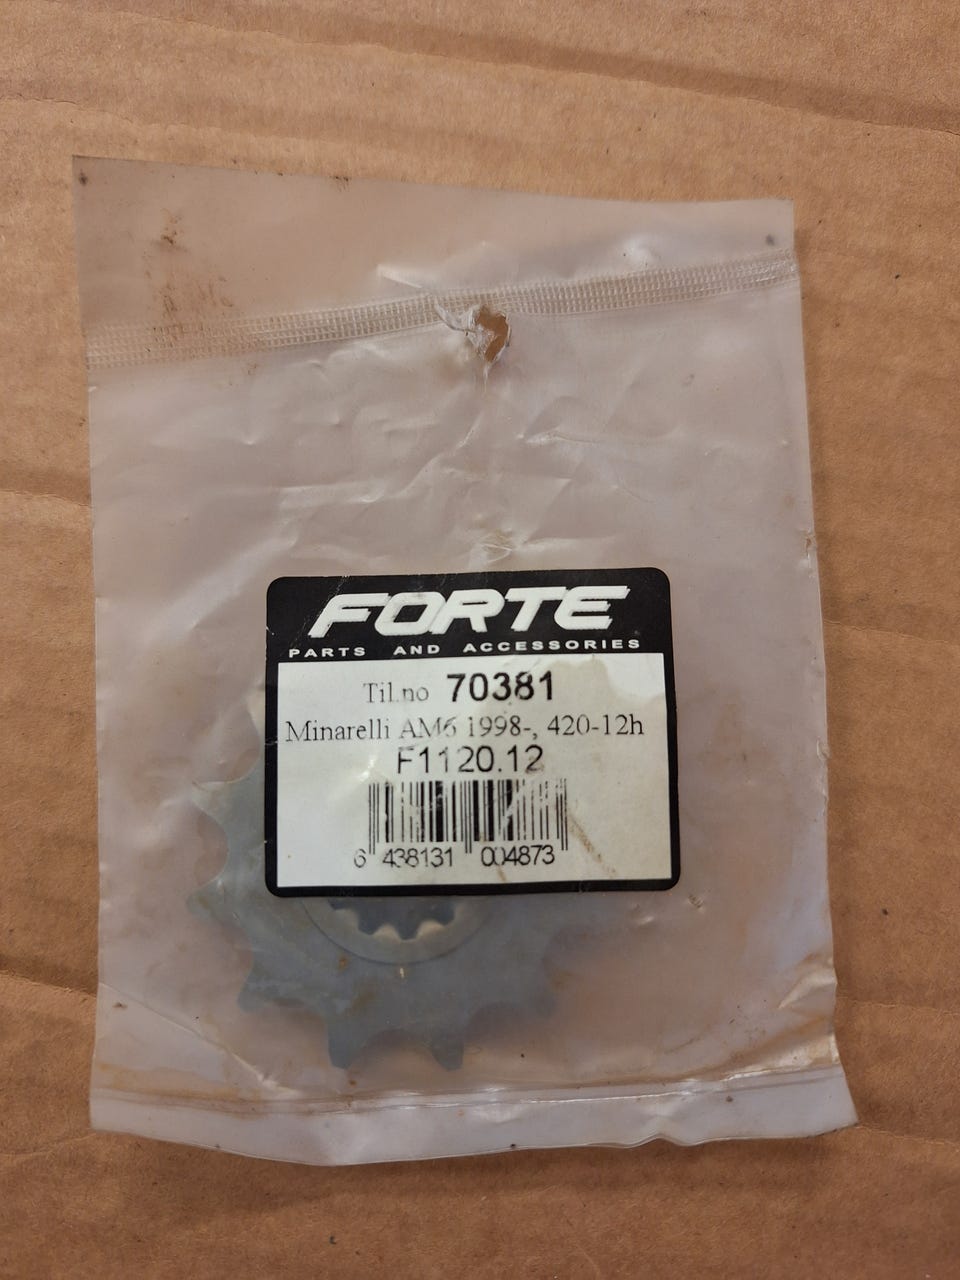 FORTE
PARTS AND ACCESSORIES
Til.no 70381
Minarelli AM6 1998-, 420-12h
F1120.12
6 438131 004873